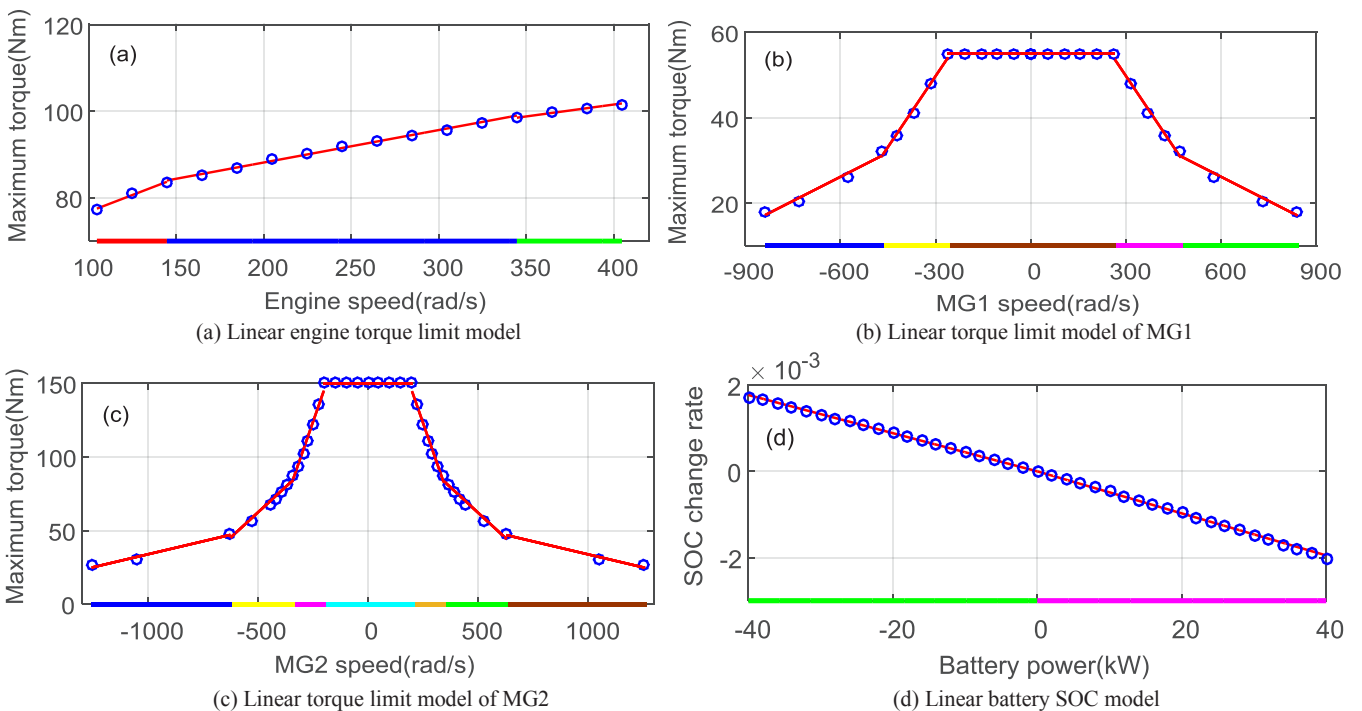 120
100
80
Maximum torque(Nm)
(a)
100 150 200 250 300 350 400
Engine speed(rad/s)
(a) Linear engine torque limit model
60
40
20
Maximum torque(Nm)
(b)
-900 -600 -300 0 300 600 900
MG1 speed(rad/s)
(b) Linear torque limit model of MG1
150
100
50
0
Maximum torque(Nm)
(c)
-1000 -500 0 500 1000
MG2 speed(rad/s)
(c) Linear torque limit model of MG2
× 10-3
2
0
-2
SOC change rate
(d)
-40 -20 0 20 40
Battery power(kW)
(d) Linear battery SOC model